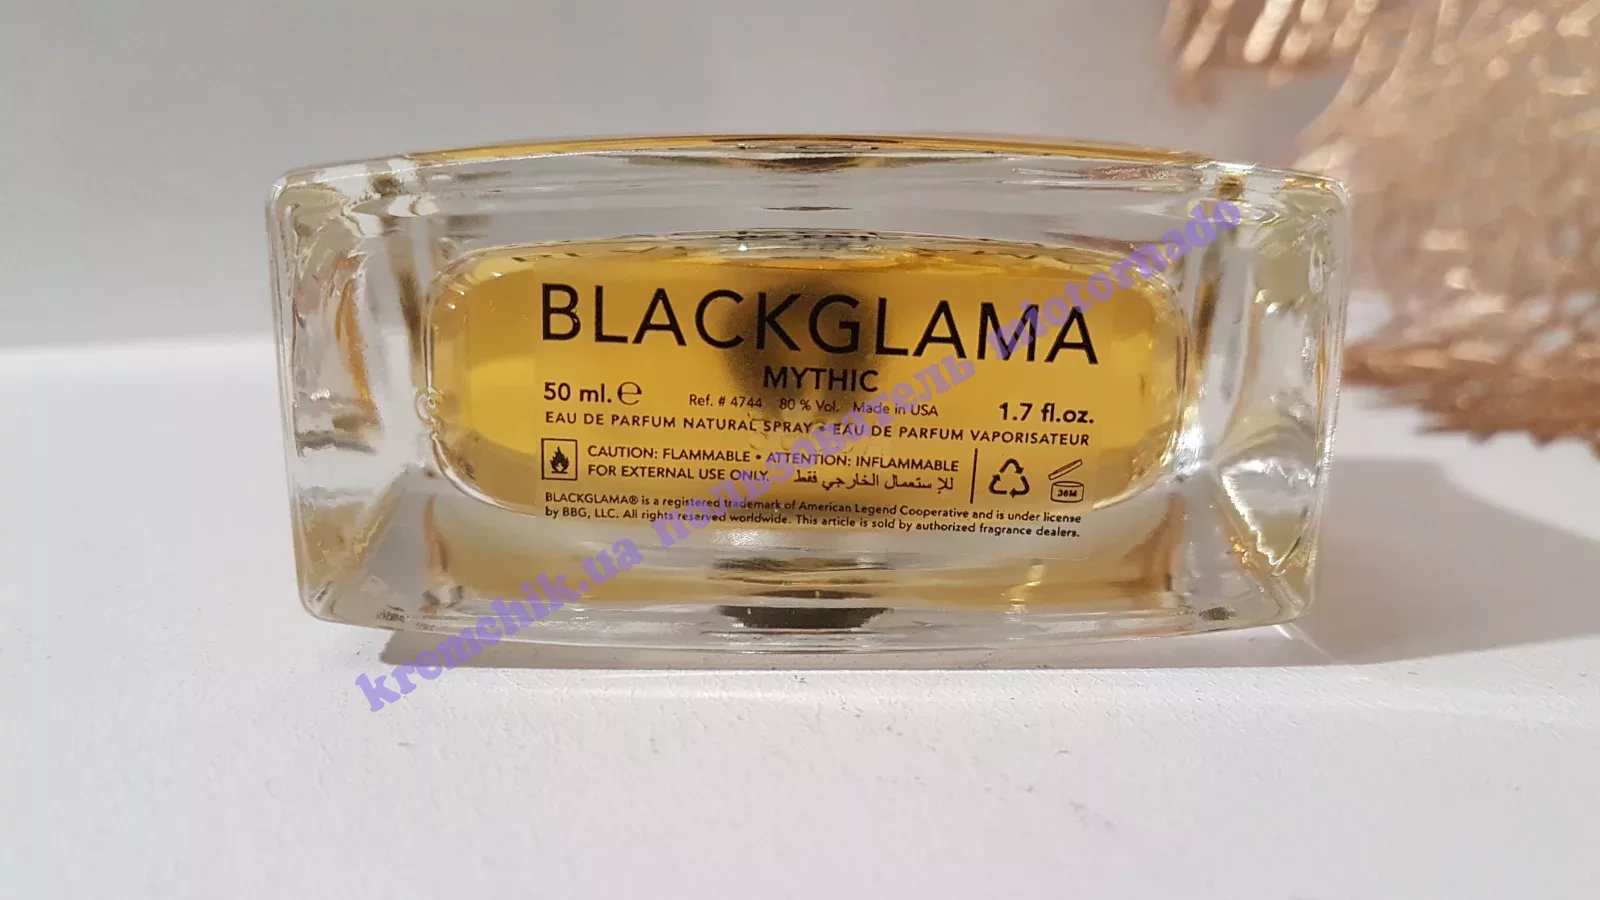 BLACKGLAMA
MYTHIC
50 ml. ℮ Ref. # 4744 80 % Vol. Made in USA 1.7 fl.oz.
EAU DE PARFUM NATURAL SPRAY • EAU DE PARFUM VAPORISATEUR
CAUTION: FLAMMABLE • ATTENTION: INFLAMMABLE
FOR EXTERNAL USE ONLY. للإستعمال الخارجي فقط
36M
BLACKGLAMA® is a registered trademark of American Legend Cooperative and is under license
by BBG, LLC. All rights reserved worldwide. This article is sold by authorized fragrance dealers.
kremchik.ua пользователь hiotornado